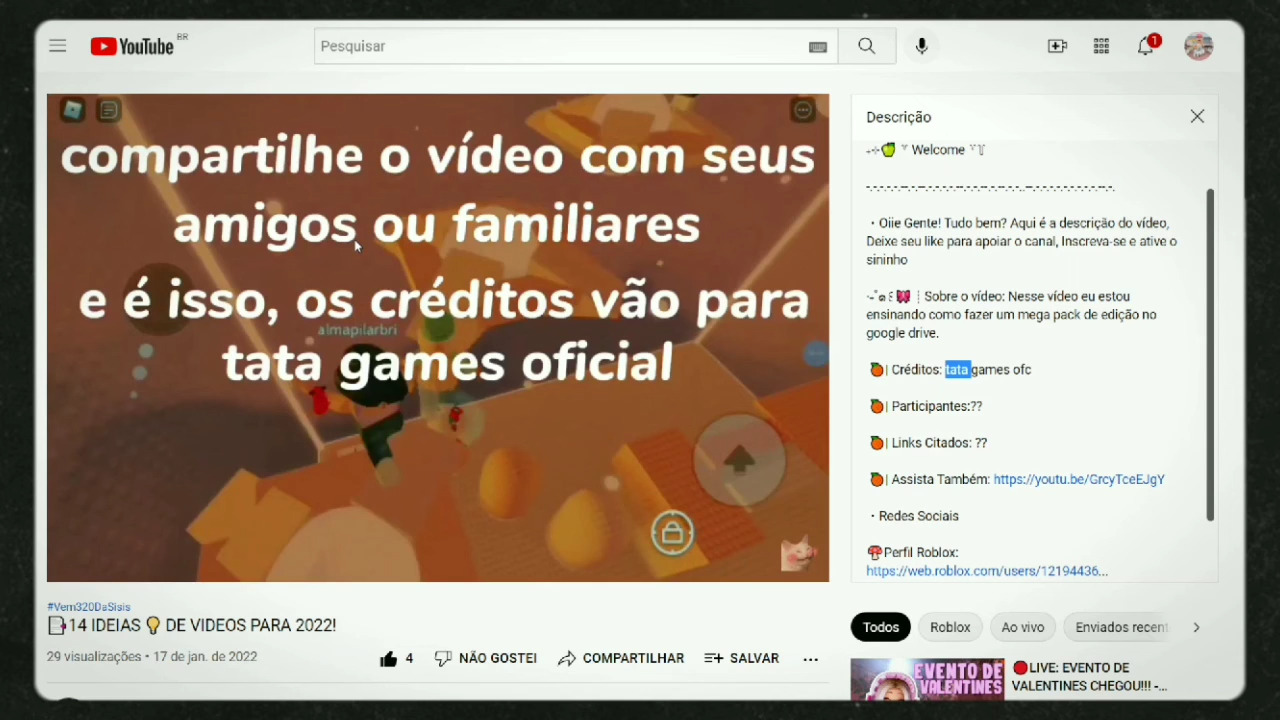 YouTube BR
Pesquisar
1
compartilhe o vídeo com seus
amigos ou familiares
e é isso, os créditos vão para
almapilarbri
tata games oficial
#Vem320DaSisis
14 IDEIAS 💡 DE VIDEOS PARA 2022!
29 visualizações • 17 de jan. de 2022
4 NÃO GOSTEI COMPARTILHAR SALVAR ...
Descrição
Welcome
・Oiie Gente! Tudo bem? Aqui é a descrição do vídeo,
Deixe seu like para apoiar o canal, Inscreva-se e ative o
sininho
Sobre o vídeo: Nesse vídeo eu estou
ensinando como fazer um mega pack de edição no
google drive.
🍊| Créditos: tata games ofc
🍊| Participantes:??
🍊| Links Citados: ??
🍊| Assista Também: https://youtu.be/GrcyTceEJgY
・Redes Sociais
🍄Perfil Roblox:
https://web.roblox.com/users/12194436...
Todos Roblox Ao vivo Enviados recent
EVENTO DE
VALENTINES
🔴LIVE: EVENTO DE
VALENTINES CHEGOU!!! -...